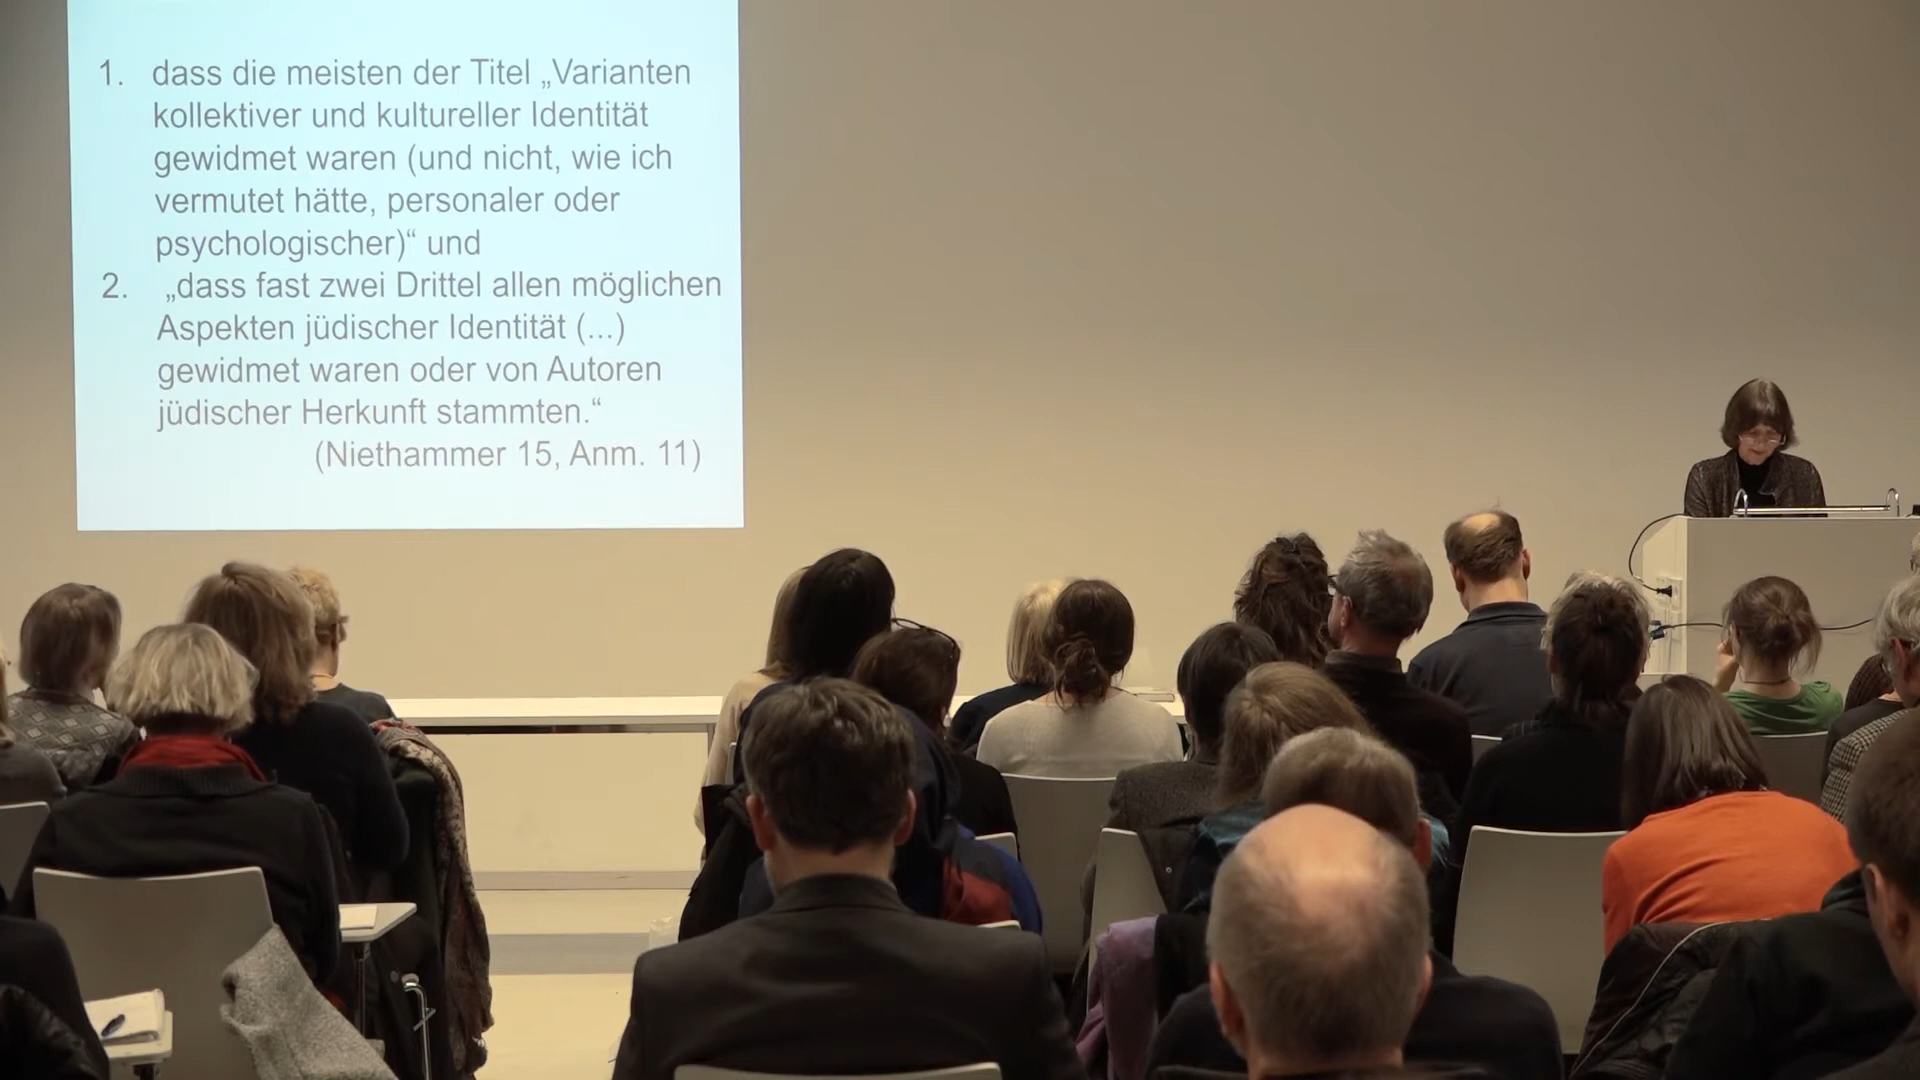 1. dass die meisten der Titel „Varianten
kollektiver und kultureller Identität
gewidmet waren (und nicht, wie ich
vermutet hätte, personaler oder
psychologischer)“ und
2. „dass fast zwei Drittel allen möglichen
Aspekten jüdischer Identität (...)
gewidmet waren oder von Autoren
jüdischer Herkunft stammten.“
(Niethammer 15, Anm. 11)